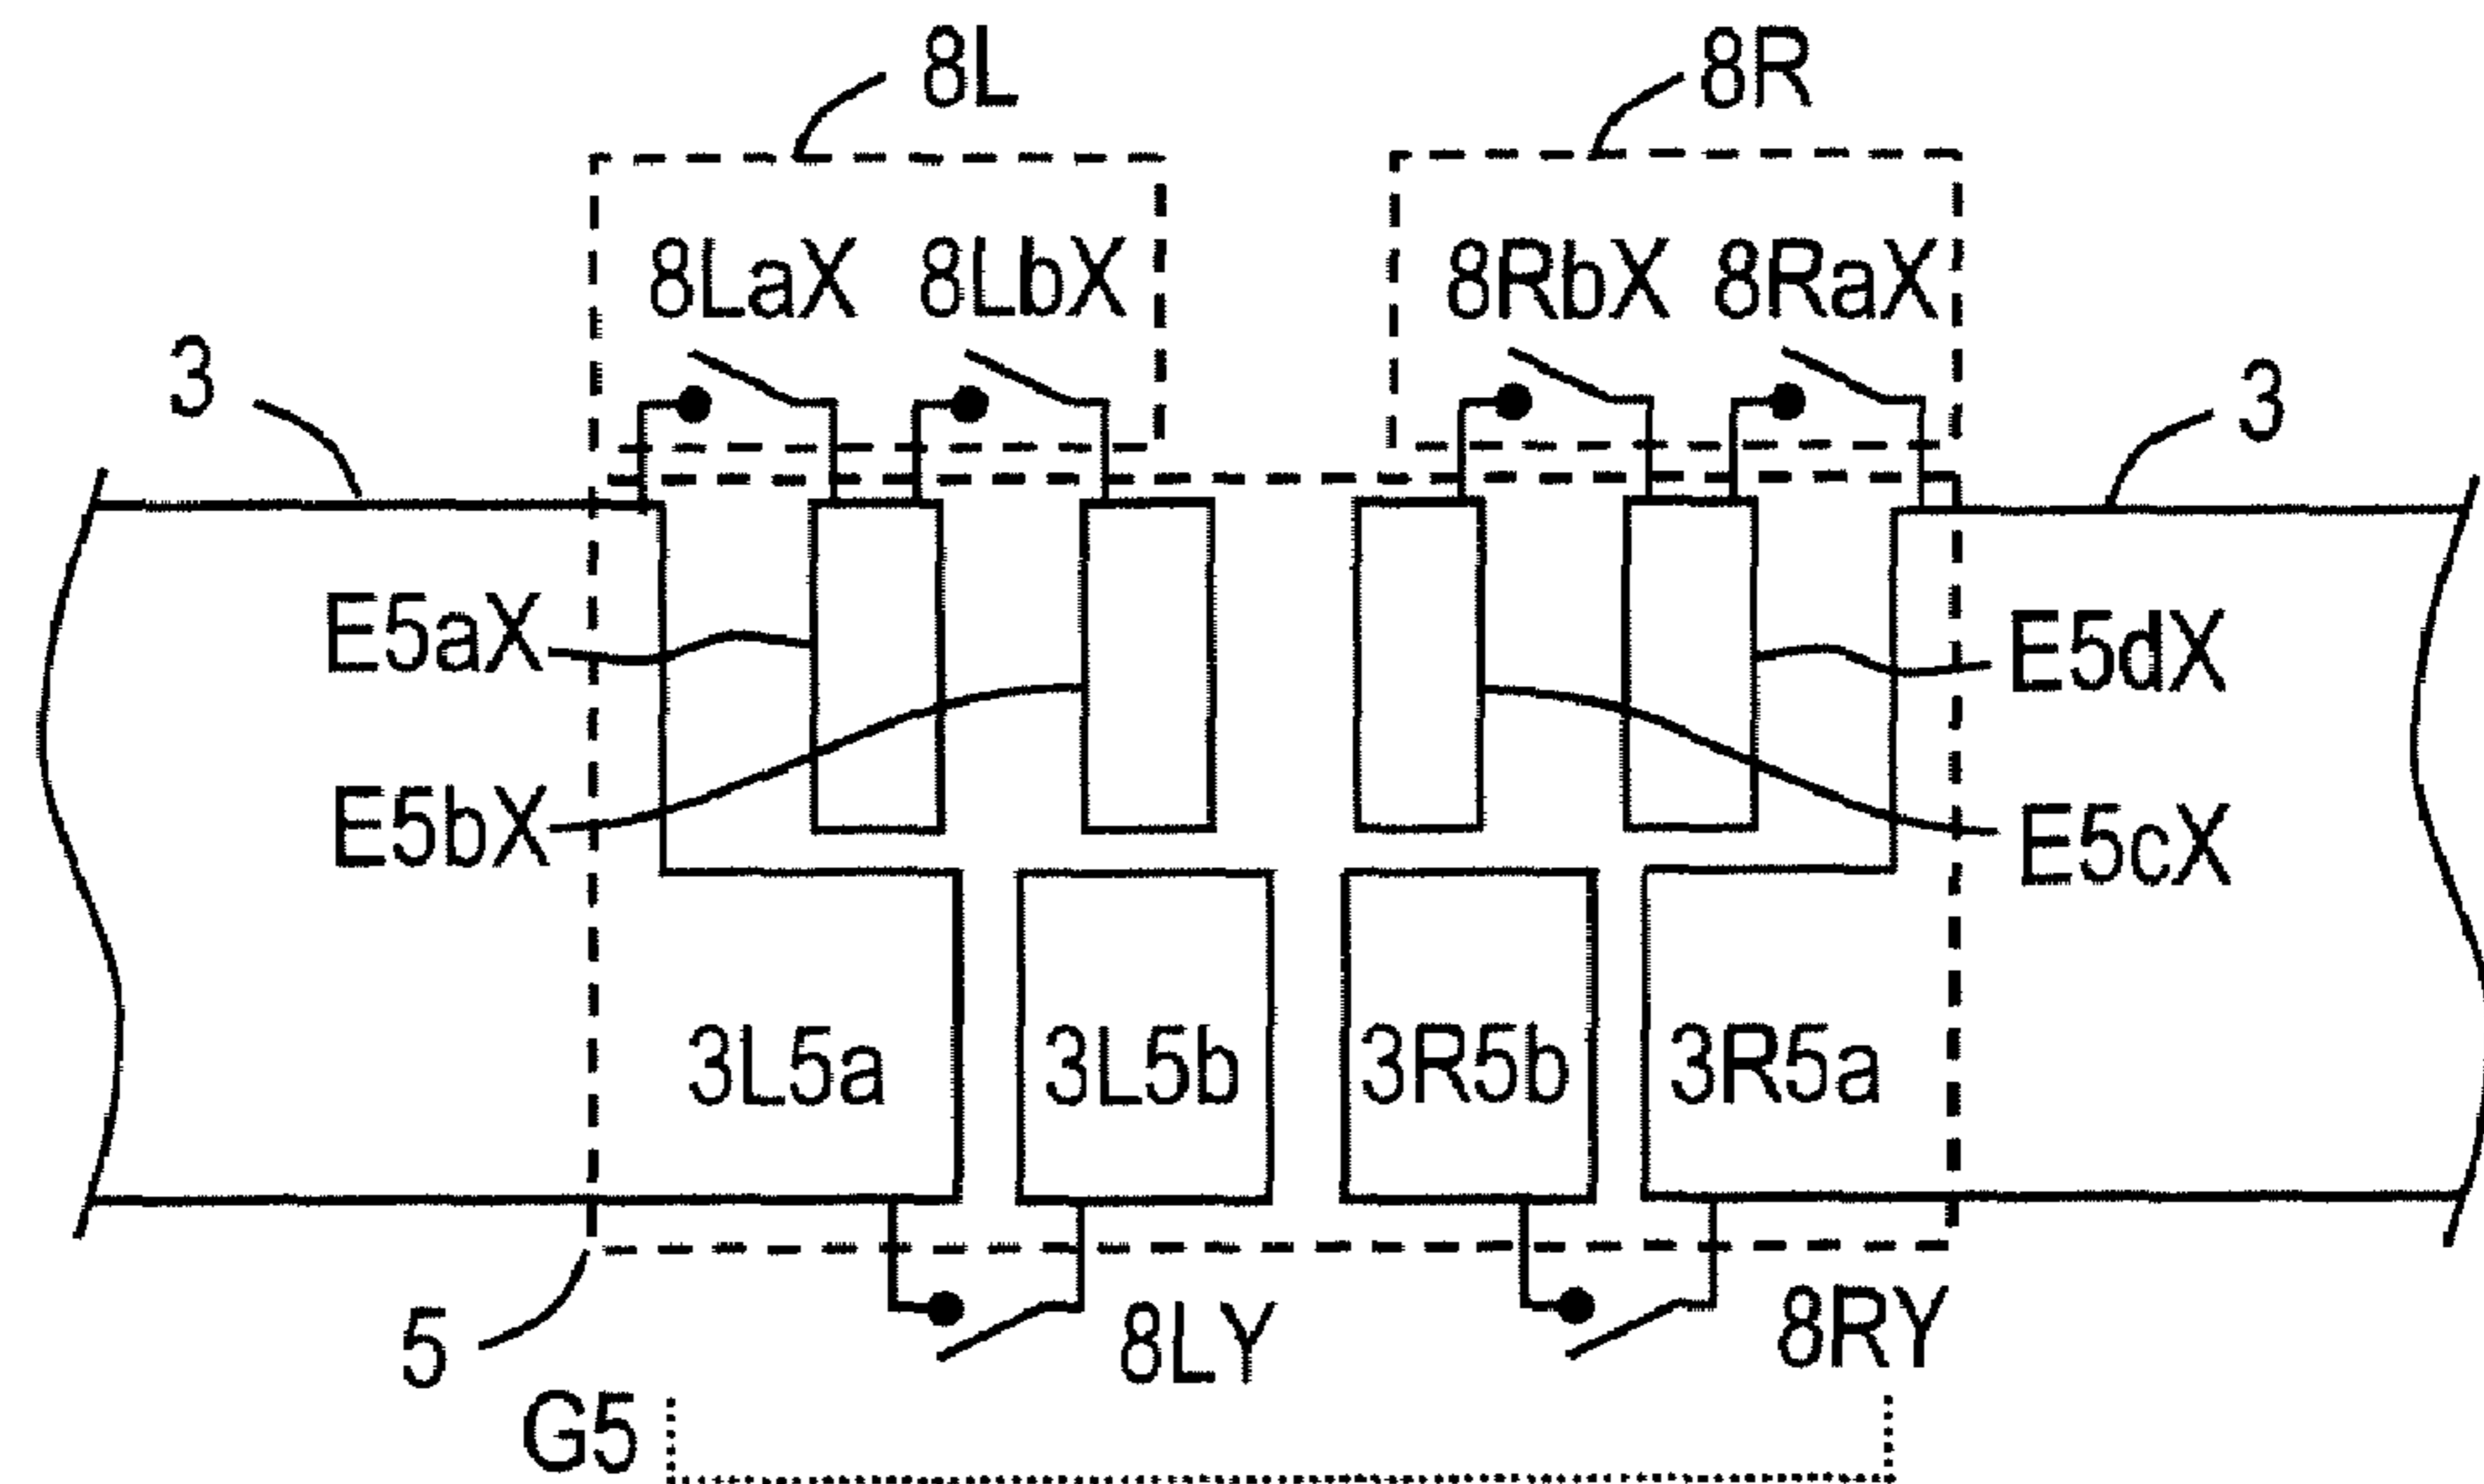 8L 8R
8LaX 8LbX 8RbX 8RaX
3 3
E5aX E5dX
E5bX E5cX
3L5a 3L5b 3R5b 3R5a
5 8LY 8RY
G5